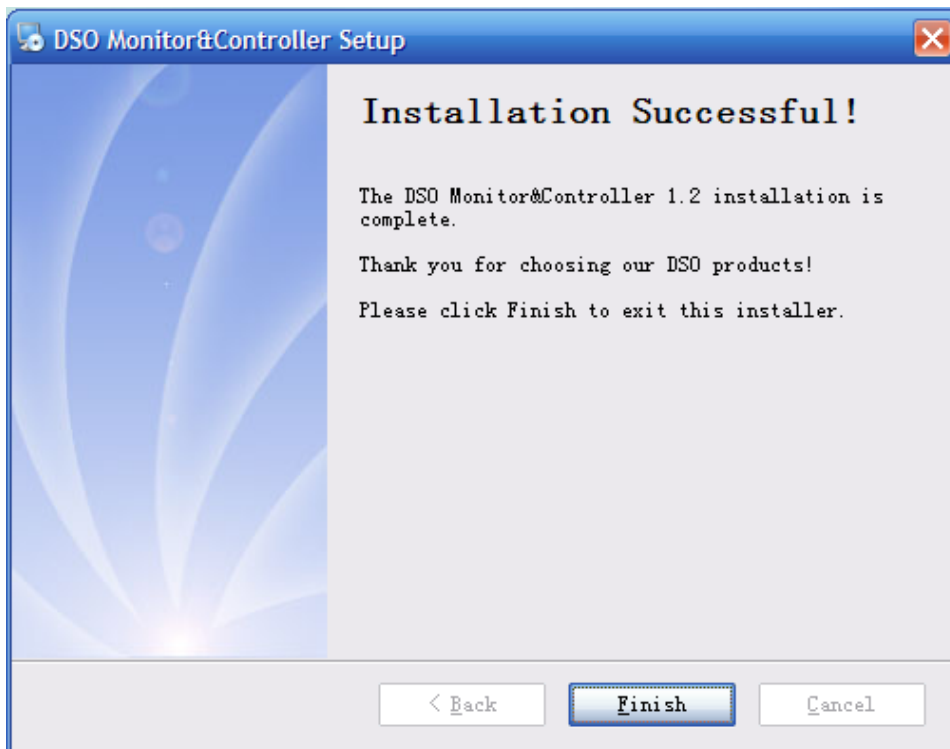 DSO Monitor&Controller Setup
Installation Successful!
The DSO Monitor&Controller 1.2 installation is
complete.
Thank you for choosing our DSO products!
Please click Finish to exit this installer.
< Back
Finish
Cancel